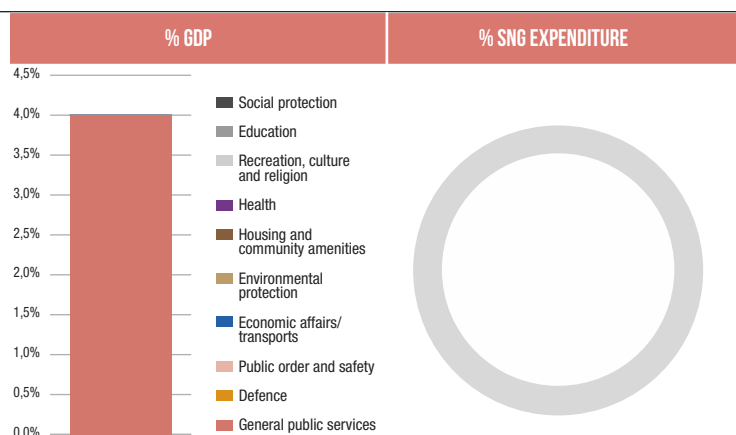 % GDP
% SNG EXPENDITURE
4,5%
4,0%
3,5%
3,0%
2,5%
2,0%
1,5%
1,0%
0,5%
0,0%
Social protection
Education
Recreation, culture
and religion
Health
Housing and
community amenities
Environmental
protection
Economic affairs/
transports
Public order and safety
Defence
General public services